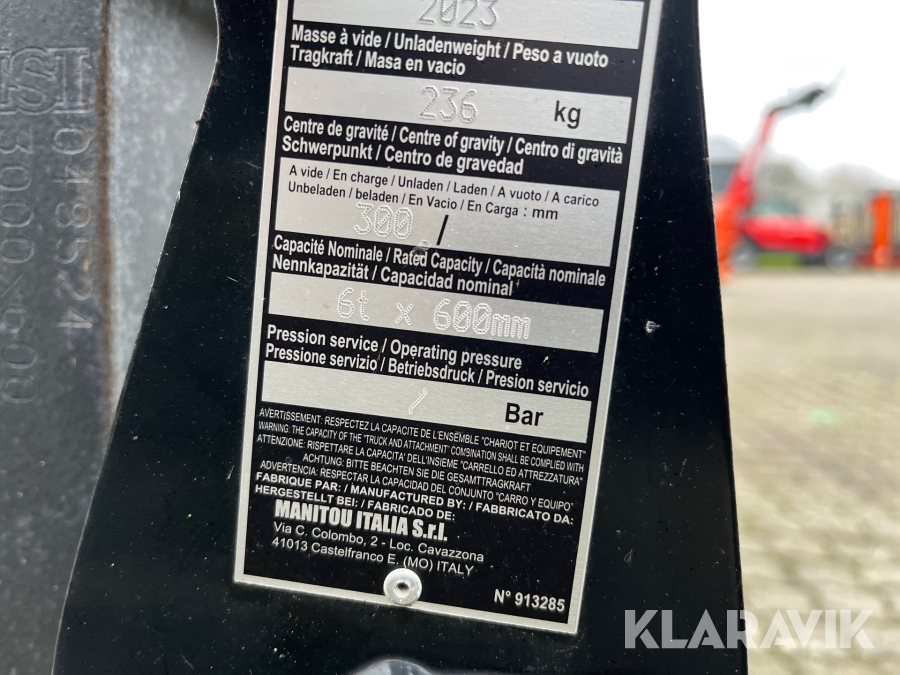 2023
Masse à vide / Unladenweight / Peso a vuoto
Tragkraft / Masa en vacio
236 kg
Centre de gravité / Centre of gravity / Centro di gravità
Schwerpunkt / Centro de gravedad
A vide / En charge / Unladen / Laden / A vuoto / A carico
Unbeladen / beladen / En Vacio / En Carga : mm
300 /
Capacité Nominale / Rated Capacity / Capacità nominale
Nennkapazität / Capacidad nominal
6t x 600mm
Pression service / Operating pressure
Pressione servizio / Betriebsdruck / Presion servicio
/ Bar
AVERTISSEMENT: RESPECTEZ LA CAPACITE DE L'ENSEMBLE "CHARIOT ET EQUIPEMENT"
WARNING: THE CAPACITY OF THE "TRUCK AND ATTACHMENT" COMBINATION SHALL BE COMPLIED WITH
ATTENZIONE: RISPETTARE LA CAPACITA DELL'INSIEME "CARRELLO ED ATTREZZATURA"
ACHTUNG: BITTE BEACHTEN SIE DIE GESAMTTRAGKRAFT
ADVERTENCIA: RESPECTAR LA CAPACIDAD DEL CONJUNTO "CARRO Y EQUIPO"
FABRIQUE PAR: / MANUFACTURED BY: / FABBRICATO DA:
HERGESTELLT BEI: / FABRICADO DE:
MANITOU ITALIA S.r.l.
Via C. Colombo, 2 - Loc. Cavazzona
41013 Castelfranco E. (MO) ITALY
N° 913285
KLARAVIK